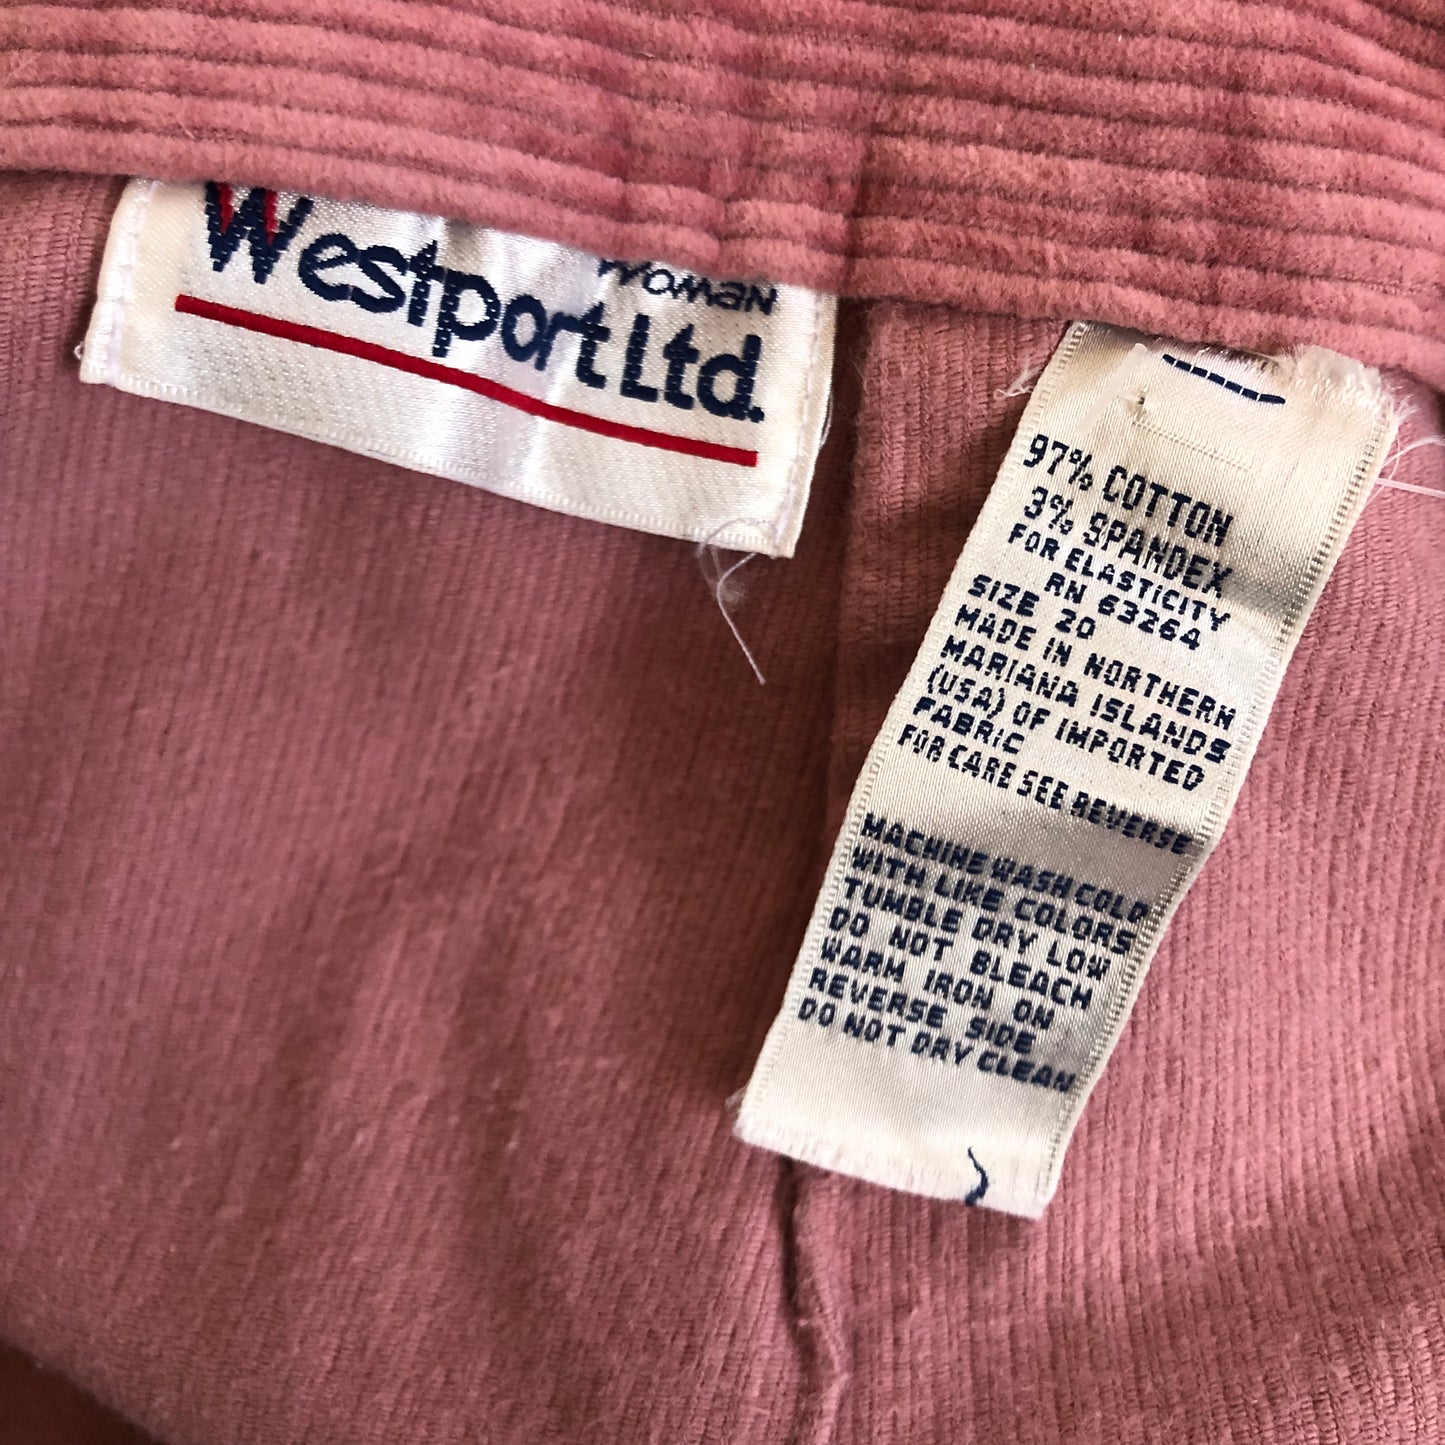 Woman
Westport Ltd.
97% COTTON
3% SPANDEX
FOR ELASTICITY
RN 63264
SIZE 20
MADE IN NORTHERN
MARIANA ISLANDS
(USA) OF IMPORTED
FABRIC
FOR CARE SEE REVERSE
MACHINE WASH COLD
WITH LIKE COLORS
TUMBLE DRY LOW
DO NOT BLEACH
WARM IRON ON
REVERSE SIDE
DO NOT DRY CLEAN